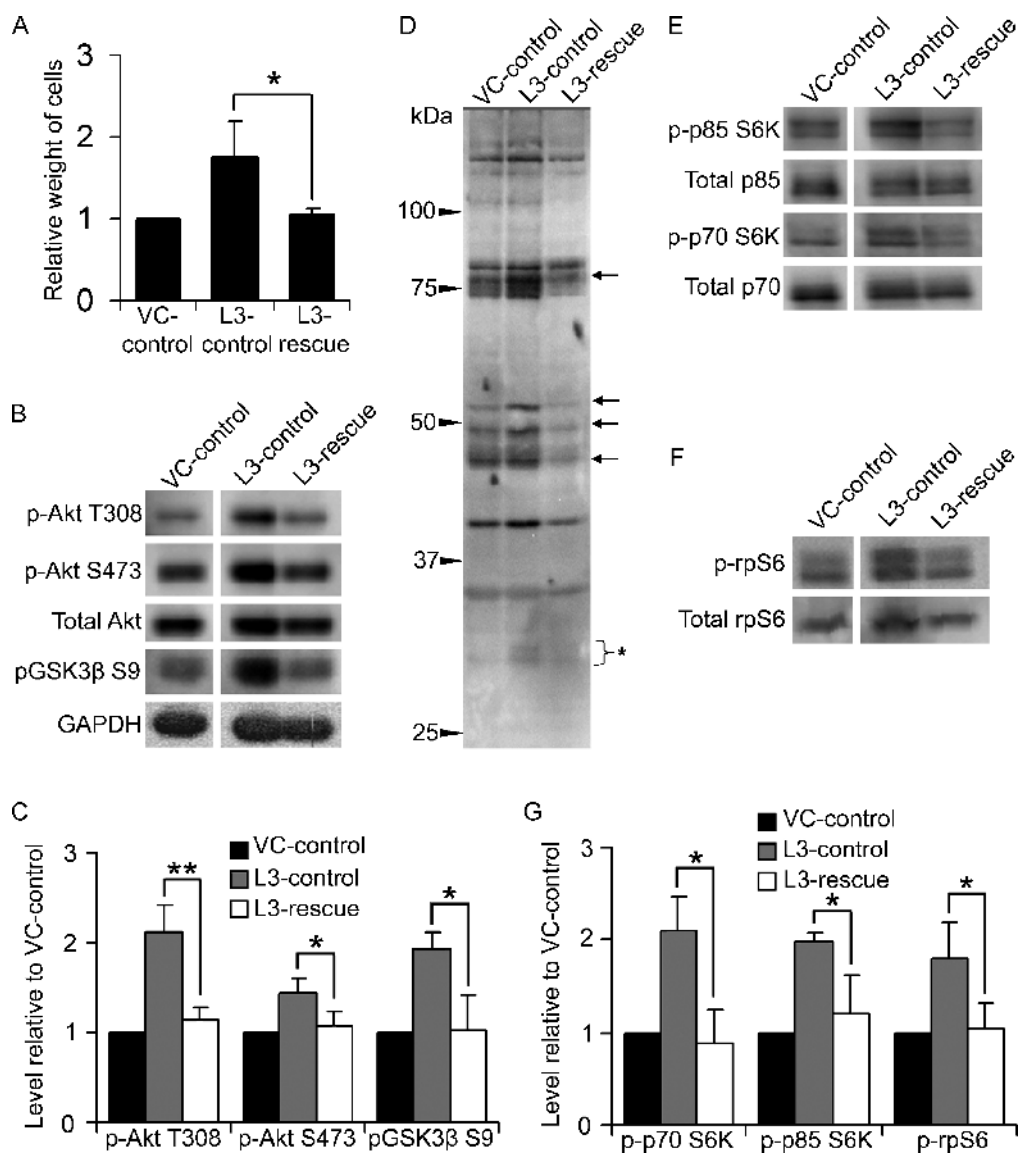 A
3
2
1
0
Relative weight of cells
*
VC-
control
L3-
control
L3-
rescue
B
VC-control
L3-control
L3-rescue
p-Akt T308
p-Akt S473
Total Akt
pGSK3β S9
GAPDH
C
VC-control
L3-control
L3-rescue
3
2
1
0
Level relative to VC-control
**
*
*
p-Akt T308
p-Akt S473
pGSK3β S9
D
VC-control
L3-control
L3-rescue
kDa
100
75
50
37
25
*
E
VC-control
L3-control
L3-rescue
p-p85 S6K
Total p85
p-p70 S6K
Total p70
F
VC-control
L3-control
L3-rescue
p-rpS6
Total rpS6
G
VC-control
L3-control
L3-rescue
3
2
1
0
Level relative to VC-control
*
*
*
p-p70 S6K
p-p85 S6K
p-rpS6